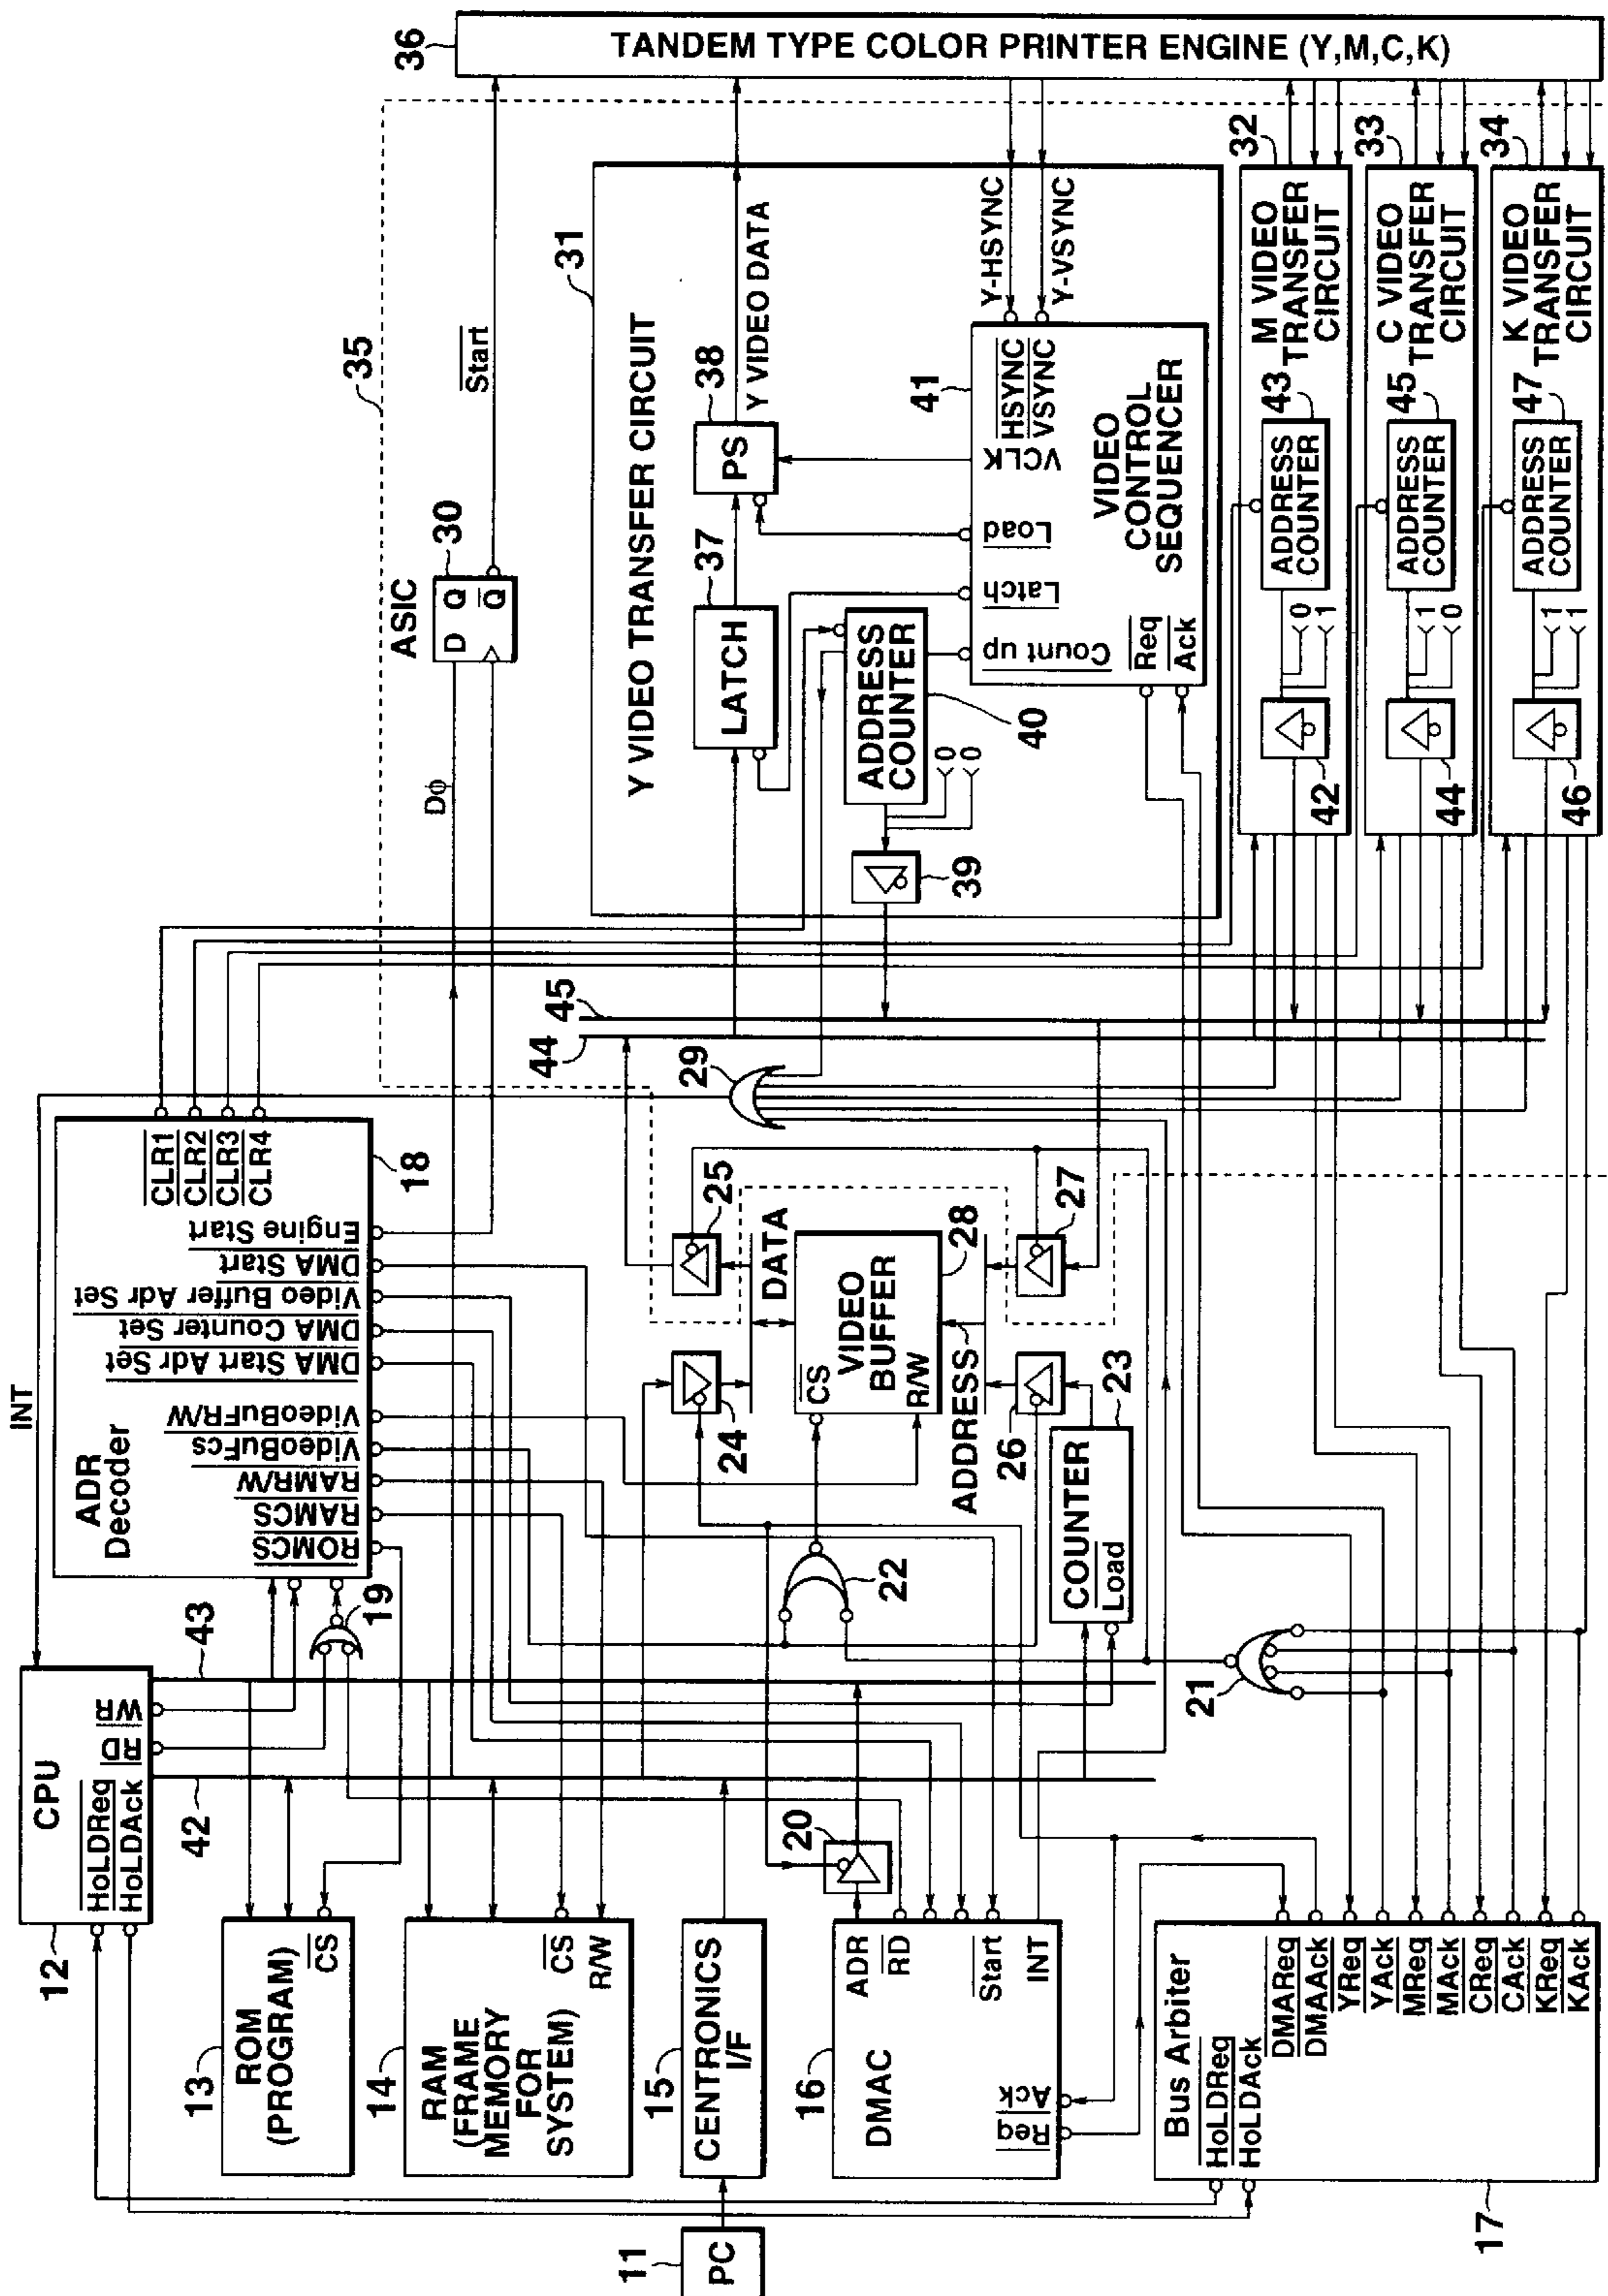 36
TANDEM TYPE COLOR PRINTER ENGINE (Y,M,C,K)
35
Start
ASIC
30
D Q
Q
Dφ
31
Y VIDEO TRANSFER CIRCUIT
37
LATCH
38
PS
Y VIDEO DATA
Y-HSYNC
Y-VSYNC
41
HSYNC
VSYNC
VCLK
Load
Latch
Count up
Req
Ack
VIDEO
CONTROL
SEQUENCER
ADDRESS
COUNTER
40
0
0
39
32
M VIDEO
TRANSFER
CIRCUIT
43
ADDRESS
COUNTER
0
1
42
33
C VIDEO
TRANSFER
CIRCUIT
45
ADDRESS
COUNTER
1
0
44
34
K VIDEO
TRANSFER
CIRCUIT
47
ADDRESS
COUNTER
1
1
46
44
45
29
INT
ADR
Decoder
18
CLR1
CLR2
CLR3
CLR4
Engine Start
DMA Start
Video Buffer Adr Set
DMA Counter Set
DMA Start Adr Set
VideoBuFR/W
VideoBuFcs
RAMR/W
RAMCS
ROMCS
19
43
24
25
DATA
CS
VIDEO
BUFFER
R/W
28
ADDRESS
26
27
COUNTER
Load
23
22
21
20
CPU
12
WR
RD
HoLDReq
HoLDAck
42
13
ROM
(PROGRAM)
CS
14
RAM
(FRAME
MEMORY
FOR
SYSTEM)
CS
R/W
15
CENTRONICS
I/F
11
PC
16
DMAC
ADR
RD
Start
INT
Ack
Req
17
Bus Arbiter
HoLDReq
HoLDAck
DMAReq
DMAAck
YReq
YAck
MReq
MAck
CReq
CAck
KReq
KAck